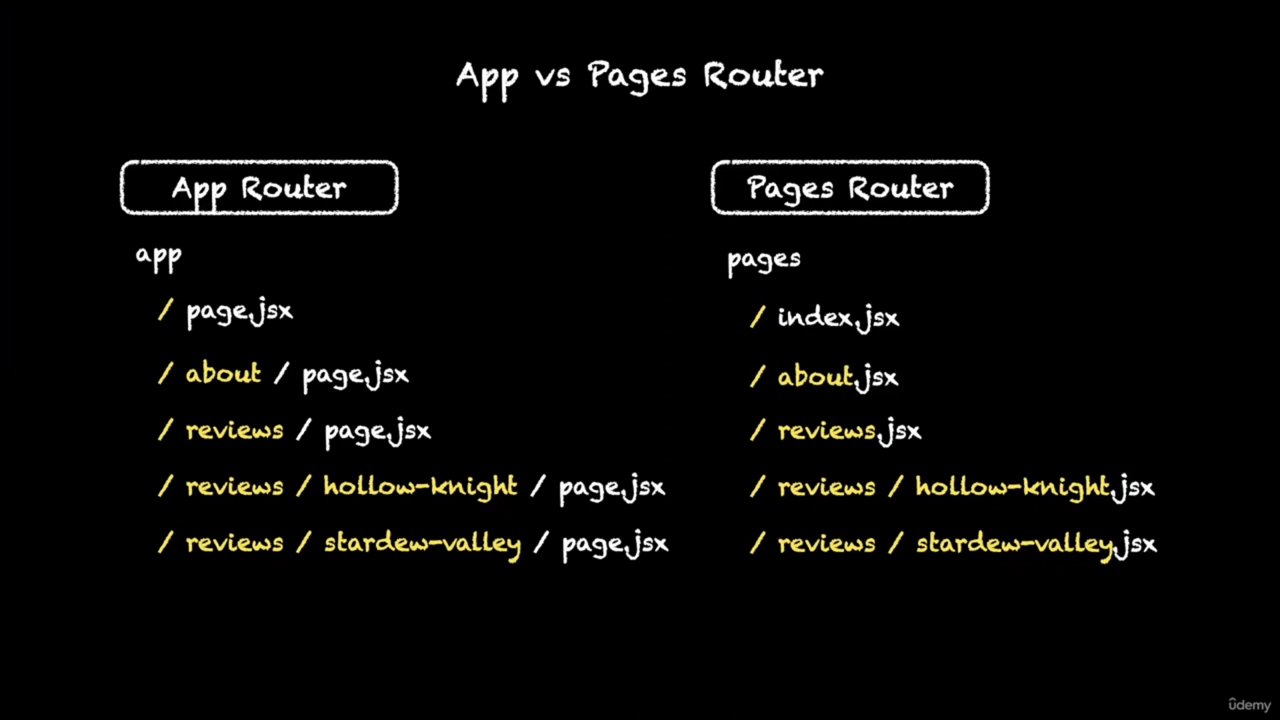 App vs Pages Router
App Router
app
/ page.jsx
/ about / page.jsx
/ reviews / page.jsx
/ reviews / hollow-knight / page.jsx
/ reviews / stardew-valley / page.jsx
Pages Router
pages
/ index.jsx
/ about.jsx
/ reviews.jsx
/ reviews / hollow-knight.jsx
/ reviews / stardew-valley.jsx
ûdemy